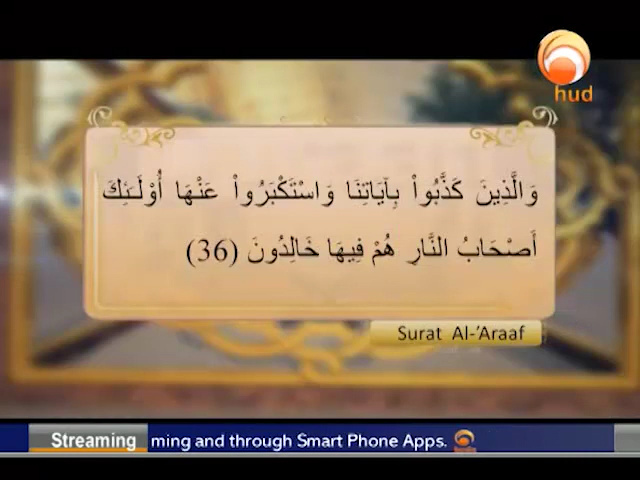 hud
وَالَّذِينَ كَذَّبُواْ بِآيَاتِنَا وَاسْتَكْبَرُواْ عَنْهَا أُوْلَـَئِكَ
أَصْحَابُ النَّارِ هُمْ فِيهَا خَالِدُونَ (36)
Surat Al-’Araaf
Streaming ming and through Smart Phone Apps.